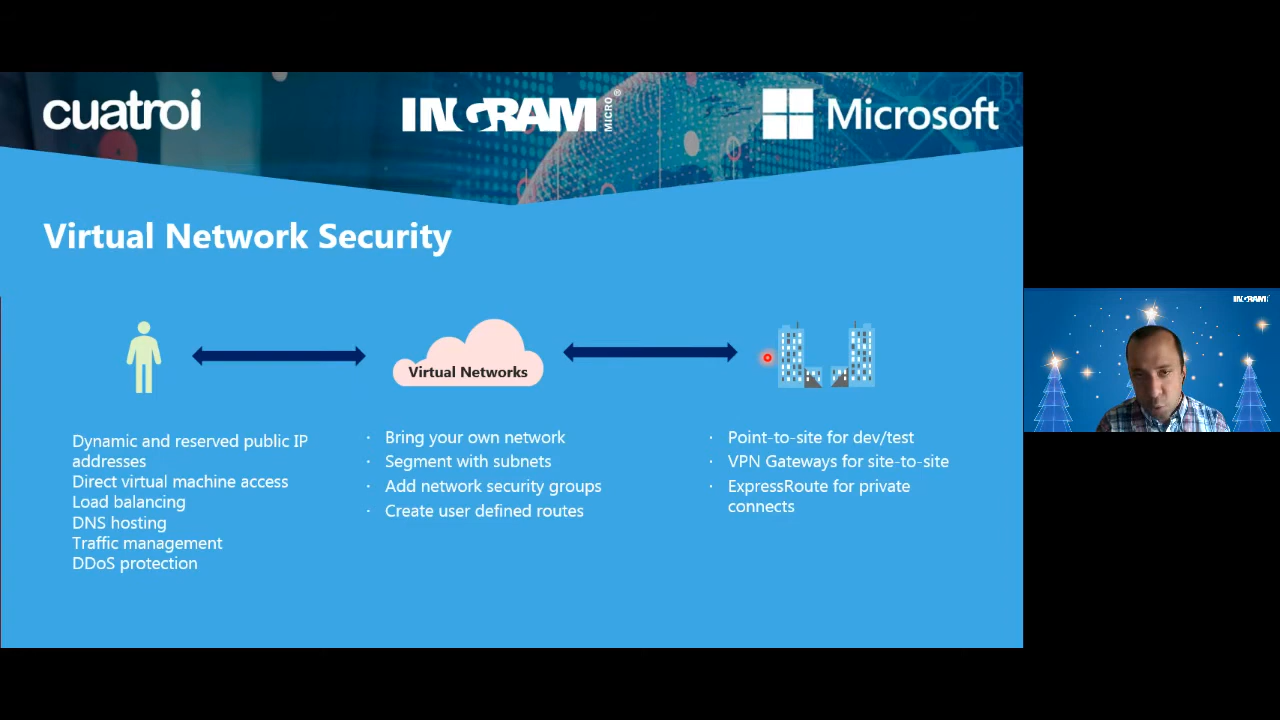 cuatroi
INGRAM MICRO®
Microsoft
INGRAM
Virtual Network Security
Virtual Networks
Dynamic and reserved public IP
addresses
Direct virtual machine access
Load balancing
DNS hosting
Traffic management
DDoS protection
· Bring your own network
· Segment with subnets
· Add network security groups
· Create user defined routes
· Point-to-site for dev/test
· VPN Gateways for site-to-site
· ExpressRoute for private
connects